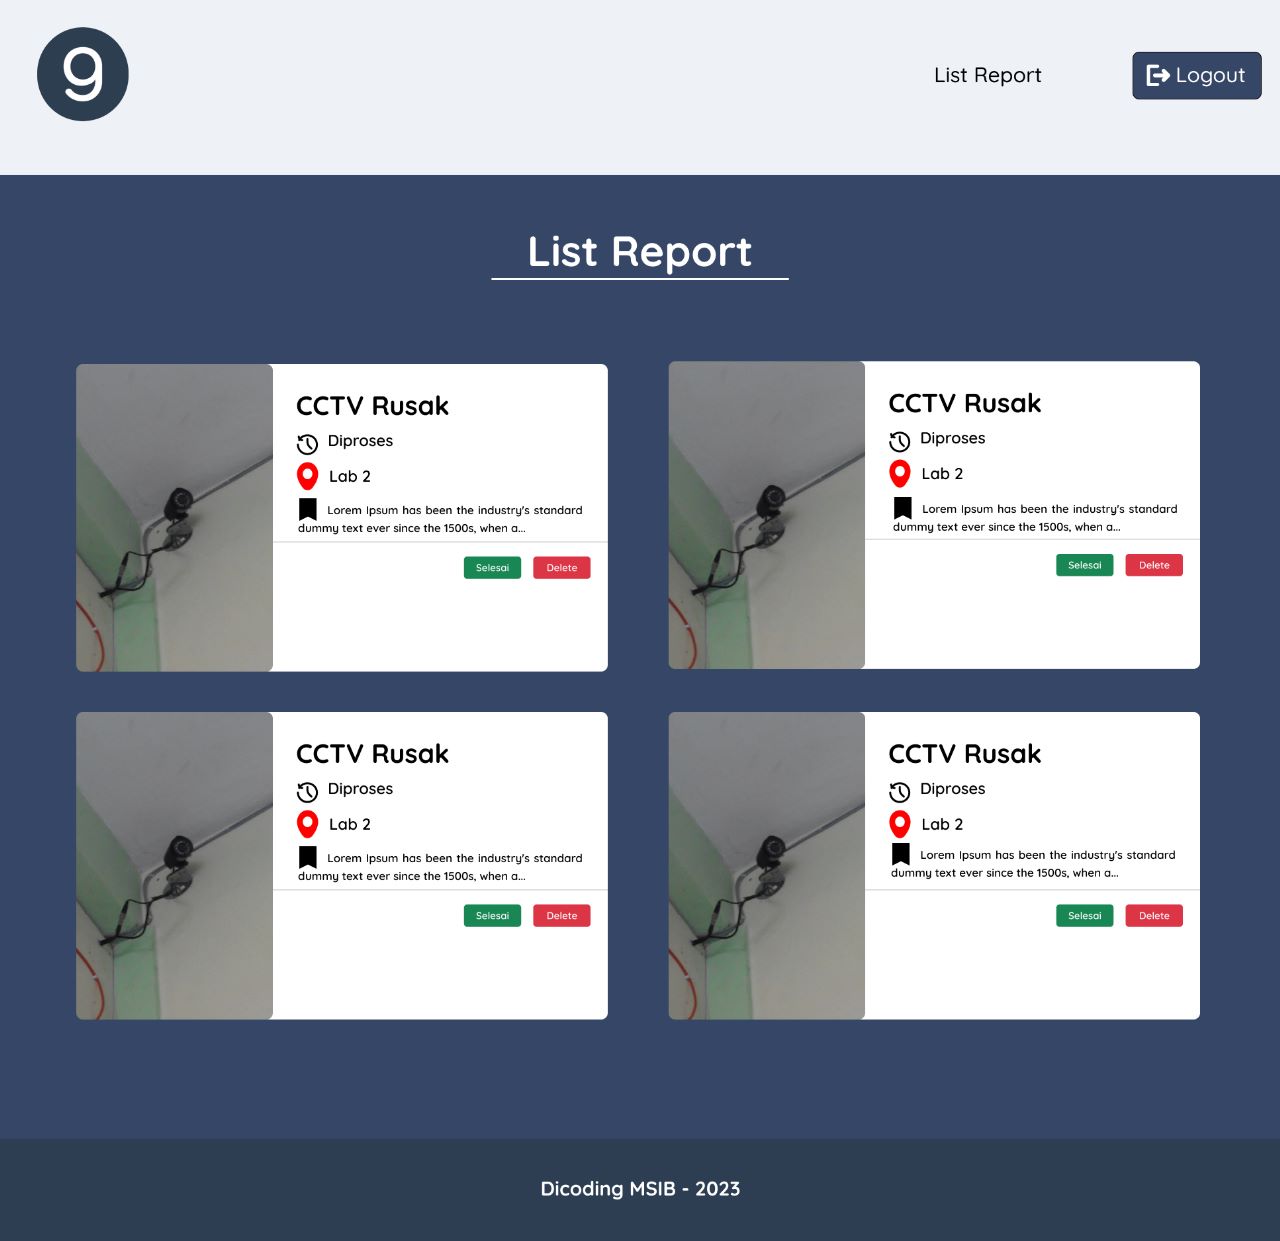 9
List Report
Logout
List Report
CCTV Rusak
Diproses
Lab 2
Lorem Ipsum has been the industry's standard
dummy text ever since the 1500s, when a...
Selesai
Delete
CCTV Rusak
Diproses
Lab 2
Lorem Ipsum has been the industry's standard
dummy text ever since the 1500s, when a...
Selesai
Delete
CCTV Rusak
Diproses
Lab 2
Lorem Ipsum has been the industry's standard
dummy text ever since the 1500s, when a...
Selesai
Delete
CCTV Rusak
Diproses
Lab 2
Lorem Ipsum has been the industry's standard
dummy text ever since the 1500s, when a...
Selesai
Delete
Dicoding MSIB - 2023